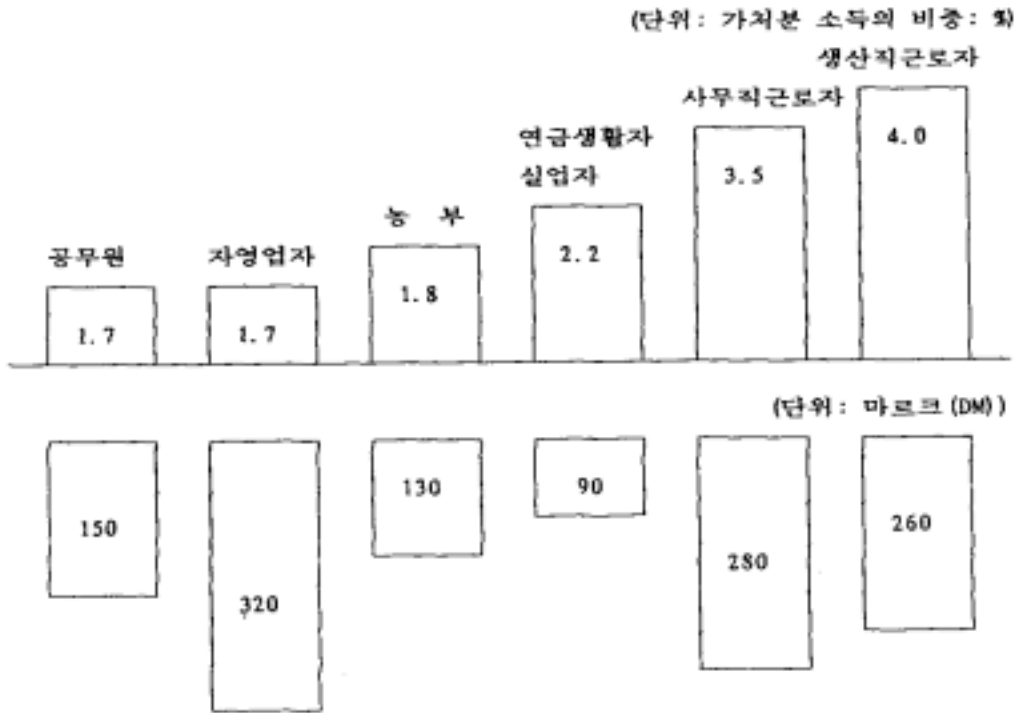 (단위: 가처분 소득의 비중: %)
생산직근로자
사무직근로자
4.0
연금생활자
3.5
실업자
농 부
2.2
공무원 자영업자
1.8
1.7 1.7
(단위: 마르크(DM))
130 90
150 260
280
320